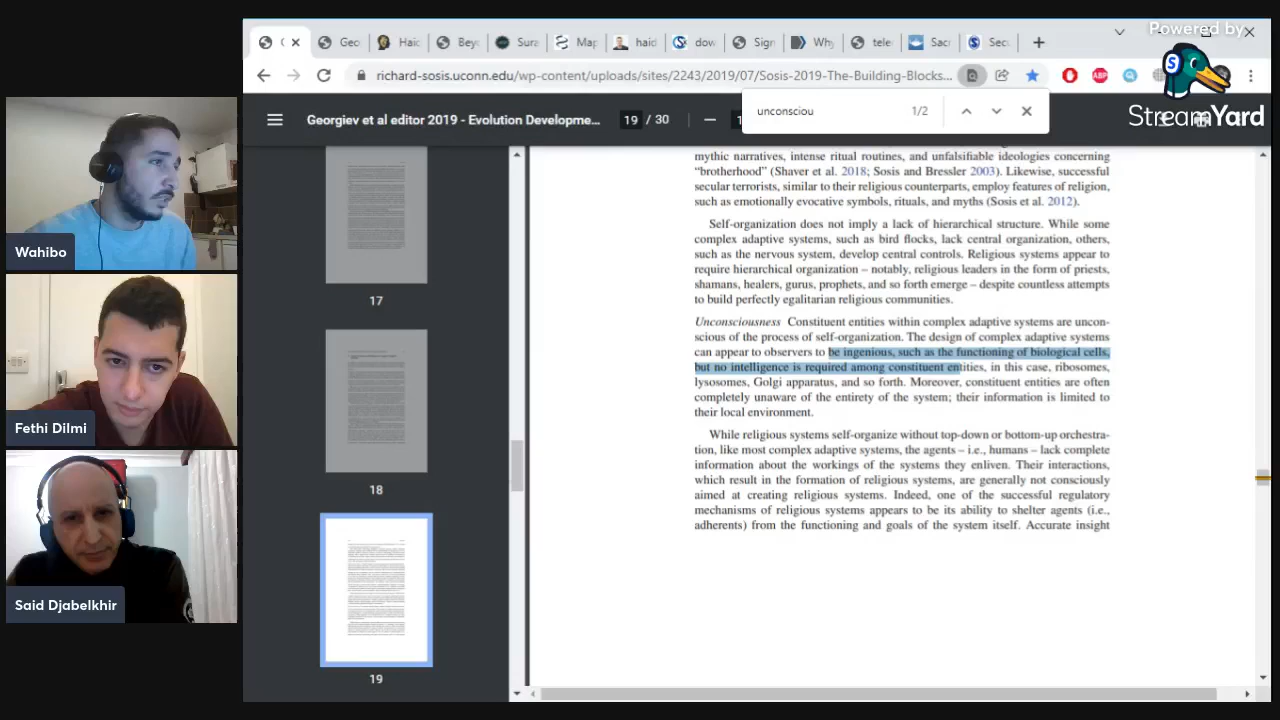 Powered by
StreamYard
Geo
Haic
Bey
Sura
Map
haid
dow
Sign
Why
tele
Sac
Sec
richard-sosis.uconn.edu/wp-content/uploads/sites/2243/2019/07/Sosis-2019-The-Building-Blocks...
ABP
unconsciou
1/2
Georgiev et al editor 2019 - Evolution Developme...
19 / 30
mythic narratives, intense ritual routines, and unfalsifiable ideologies concerning
“brotherhood” (Shaver et al. 2018; Sosis and Bressler 2003). Likewise, successful
secular terrorists, similar to their religious counterparts, employ features of religion,
such as emotionally evocative symbols, rituals, and myths (Sosis et al. 2012).
Self-organization does not imply a lack of hierarchical structure. While some
complex adaptive systems, such as bird flocks, lack central organization, others,
such as the nervous system, develop central controls. Religious systems appear to
require hierarchical organization – notably, religious leaders in the form of priests,
shamans, healers, gurus, prophets, and so forth emerge – despite countless attempts
to build perfectly egalitarian religious communities.
Unconsciousness Constituent entities within complex adaptive systems are uncon-
scious of the process of self-organization. The design of complex adaptive systems
can appear to observers to be ingenious, such as the functioning of biological cells,
but no intelligence is required among constituent entities, in this case, ribosomes,
lysosomes, Golgi apparatus, and so forth. Moreover, constituent entities are often
completely unaware of the entirety of the system; their information is limited to
their local environment.
While religious systems self-organize without top-down or bottom-up orchestra-
tion, like most complex adaptive systems, the agents – i.e., humans – lack complete
information about the workings of the systems they enliven. Their interactions,
which result in the formation of religious systems, are generally not consciously
aimed at creating religious systems. Indeed, one of the successful regulatory
mechanisms of religious systems appears to be its ability to shelter agents (i.e.,
adherents) from the functioning and goals of the system itself. Accurate insight
17
18
19
Wahibo
Fethi Dilmi
Said Djabelkhir